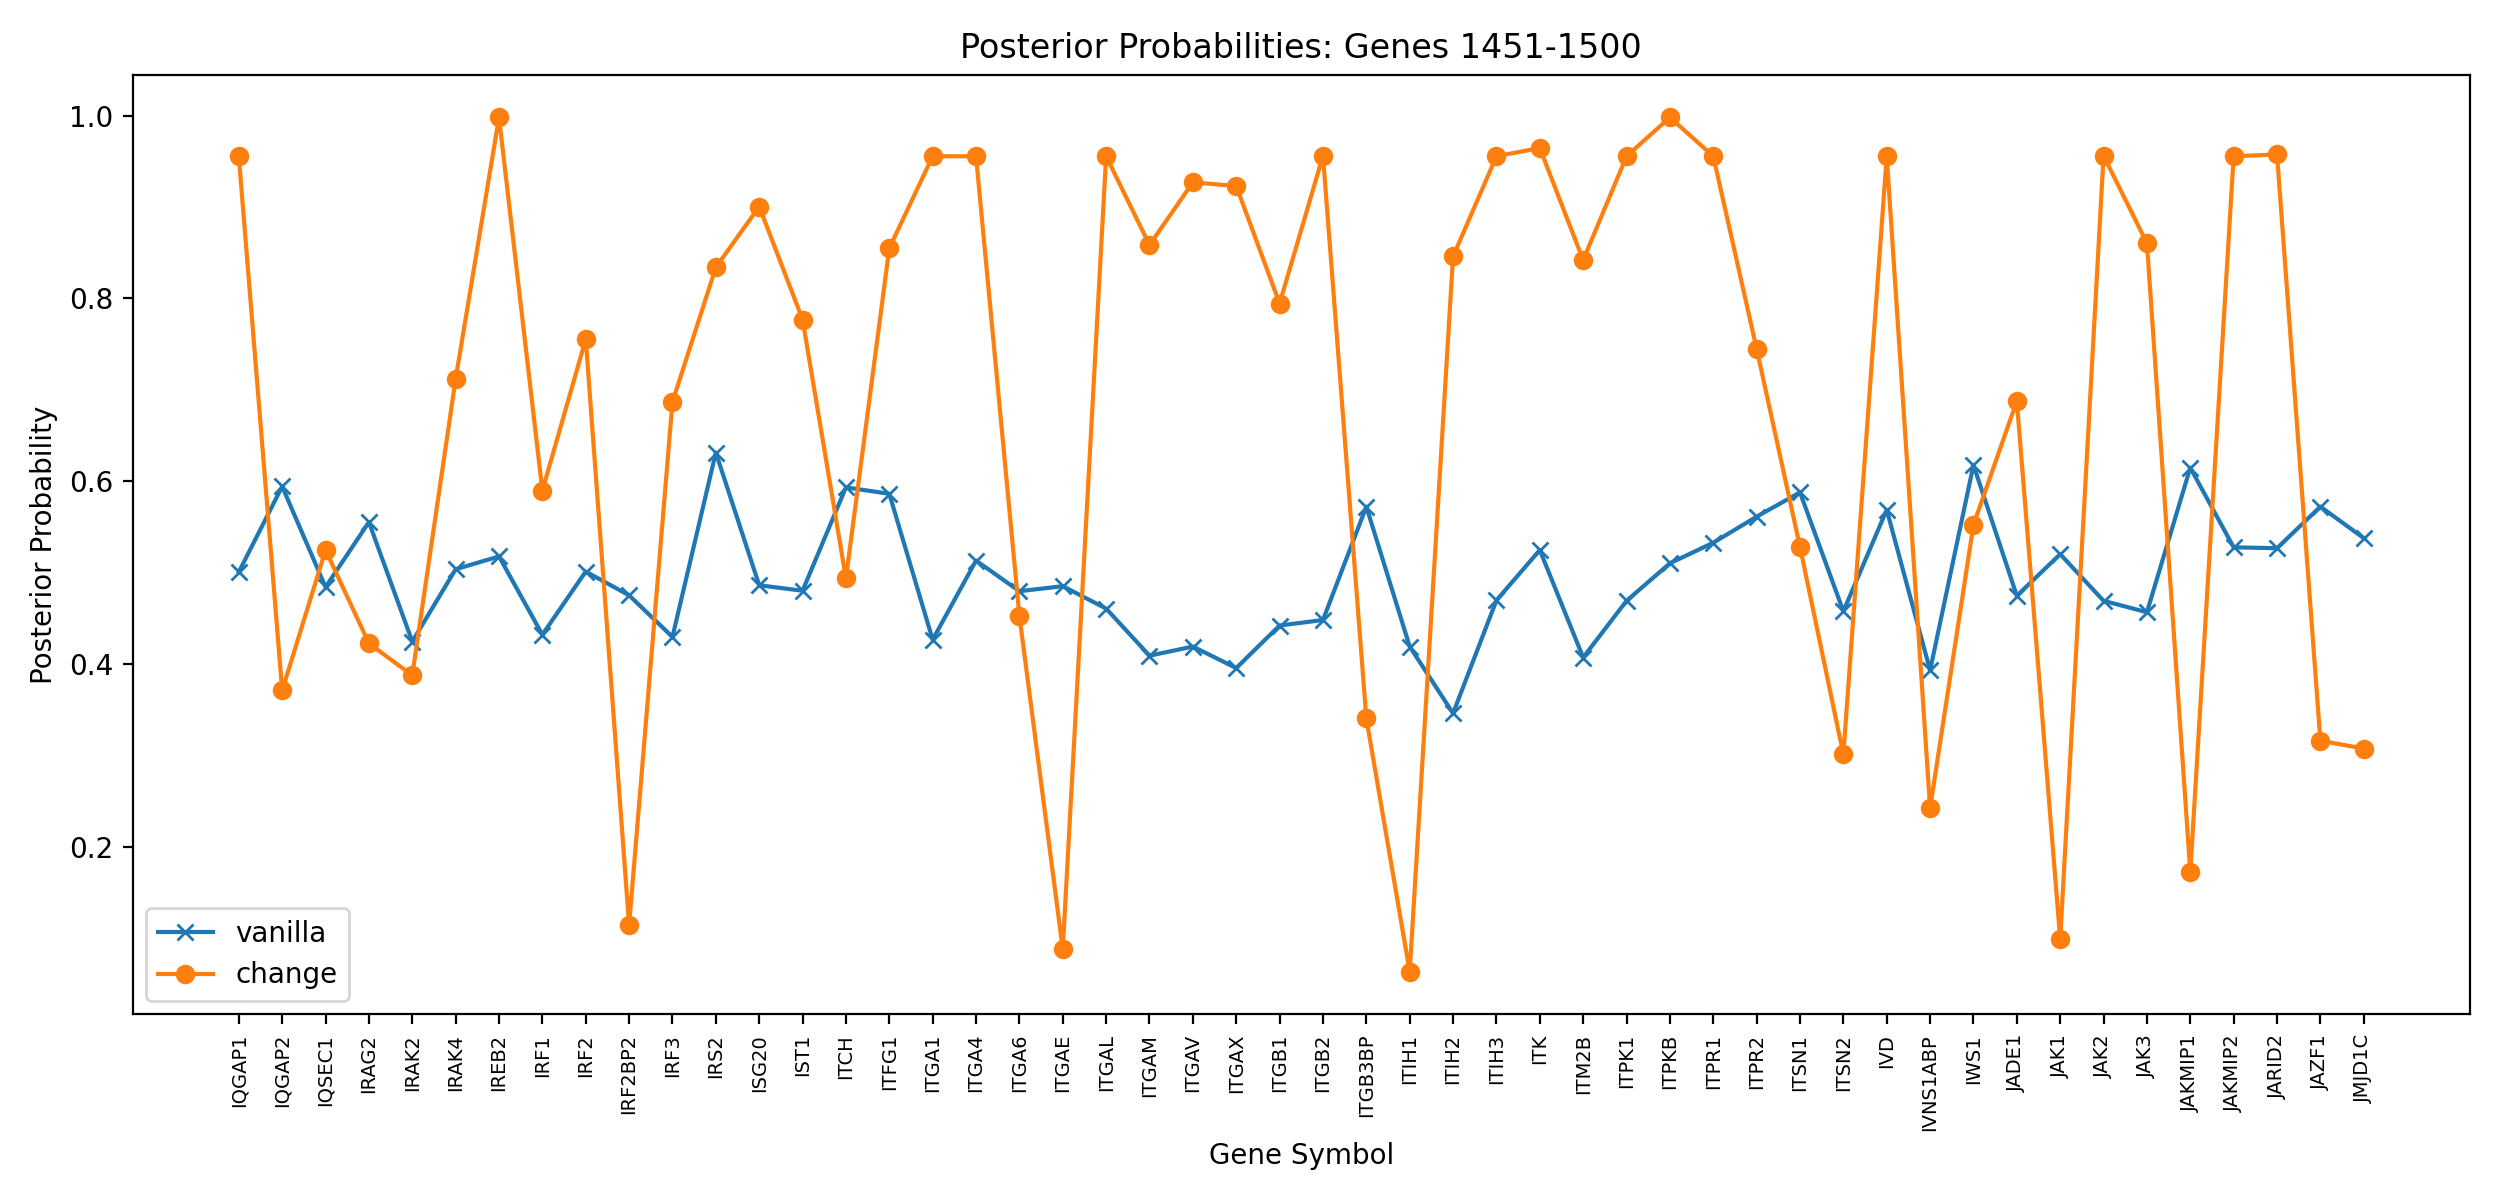 Posterior Probabilities: Genes 1451-1500
Posterior Probability
1.0
0.8
0.6
0.4
0.2
vanilla
change
IQGAP1
IQGAP2
IQSEC1
IRAG2
IRAK2
IRAK4
IREB2
IRF1
IRF2
IRF2BP2
IRF3
IRS2
ISG20
IST1
ITCH
ITFG1
ITGA1
ITGA4
ITGA6
ITGAE
ITGAL
ITGAM
ITGAV
ITGAX
ITGB1
ITGB2
ITGB3BP
ITIH1
ITIH2
ITIH3
ITK
ITM2B
ITPK1
ITPKB
ITPR1
ITPR2
ITSN1
ITSN2
IVD
IVNS1ABP
IWS1
JADE1
JAK1
JAK2
JAK3
JAKMIP1
JAKMIP2
JARID2
JAZF1
JMJD1C
Gene Symbol